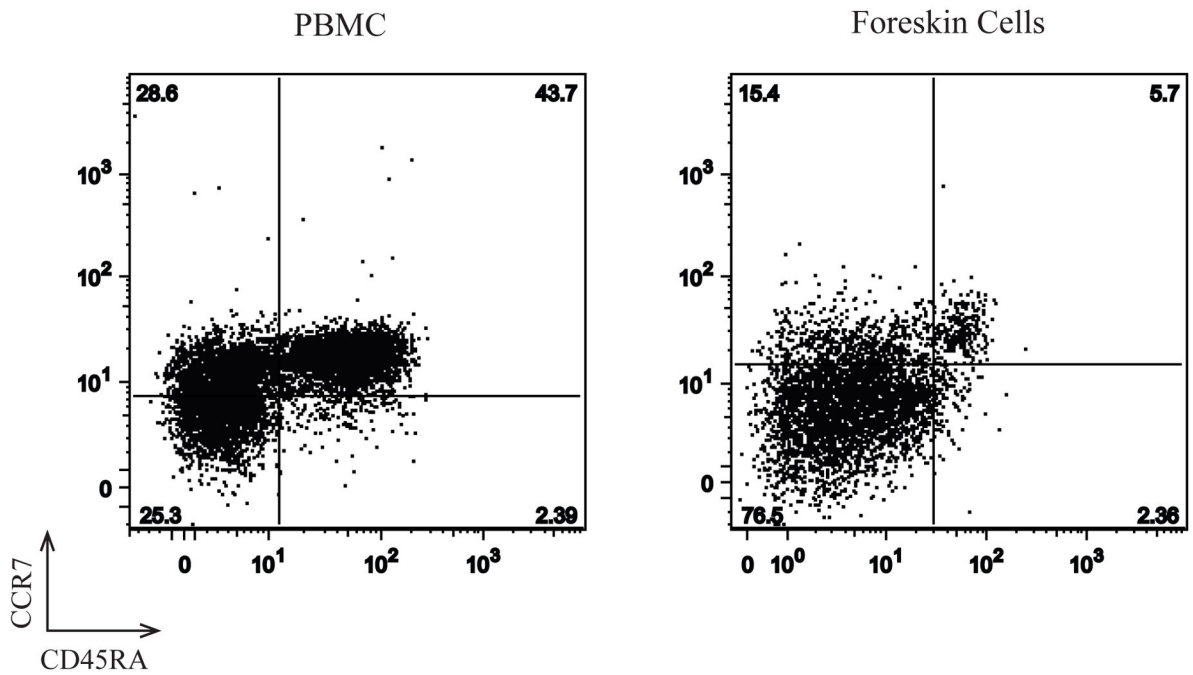 PBMC
28.6 43.7
10³
10²
10¹
0
25.3 2.39
0 10¹ 10² 10³
Foreskin Cells
15.4 5.7
10³
10²
10¹
0
76.5 2.36
0 10⁰ 10¹ 10² 10³
CCR7
CD45RA